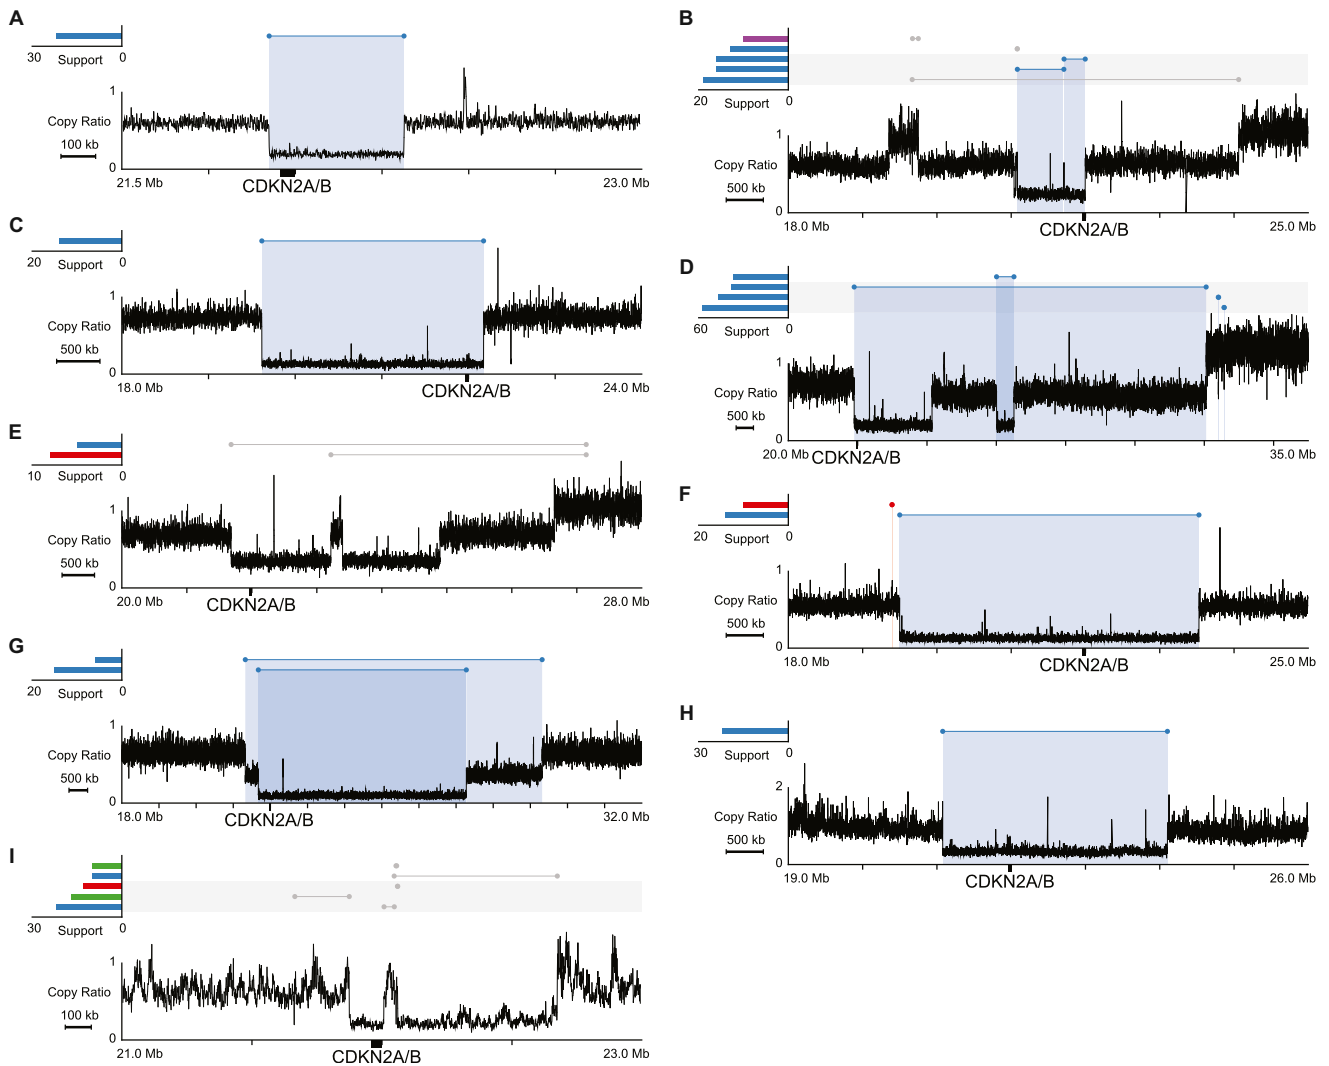 A
30 Support 0
1
Copy Ratio
100 kb
0
21.5 Mb 23.0 Mb
CDKN2A/B
B
20 Support 0
1
Copy Ratio
500 kb
0
18.0 Mb 25.0 Mb
CDKN2A/B
C
20 Support 0
1
Copy Ratio
500 kb
0
18.0 Mb 24.0 Mb
CDKN2A/B
D
60 Support 0
1
Copy Ratio
500 kb
0
20.0 Mb 35.0 Mb
CDKN2A/B
E
10 Support 0
1
Copy Ratio
500 kb
0
20.0 Mb 28.0 Mb
CDKN2A/B
F
20 Support 0
1
Copy Ratio
500 kb
0
18.0 Mb 25.0 Mb
CDKN2A/B
G
20 Support 0
1
Copy Ratio
500 kb
0
18.0 Mb 32.0 Mb
CDKN2A/B
H
30 Support 0
2
Copy Ratio
500 kb
0
19.0 Mb 26.0 Mb
CDKN2A/B
I
30 Support 0
1
Copy Ratio
100 kb
0
21.0 Mb 23.0 Mb
CDKN2A/B